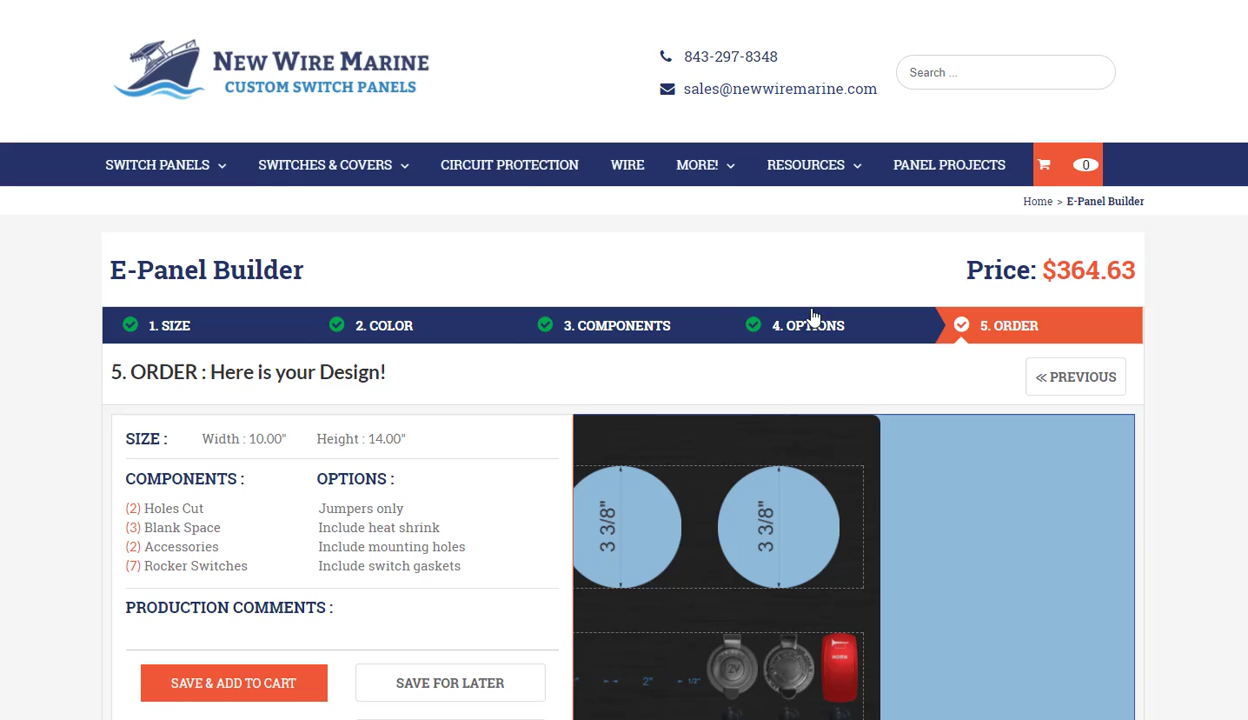 NEW WIRE MARINE
CUSTOM SWITCH PANELS
843-297-8348
sales@newwiremarine.com
Search ...
SWITCH PANELS
SWITCHES & COVERS
CIRCUIT PROTECTION
WIRE
MORE!
RESOURCES
PANEL PROJECTS
0
Home > E-Panel Builder
E-Panel Builder
Price: $364.63
1. SIZE
2. COLOR
3. COMPONENTS
4. OPTIONS
5. ORDER
5. ORDER : Here is your Design!
≪ PREVIOUS
SIZE : Width : 10.00" Height : 14.00"
COMPONENTS : OPTIONS :
(2) Holes Cut Jumpers only
(3) Blank Space Include heat shrink
(2) Accessories Include mounting holes
(7) Rocker Switches Include switch gaskets
PRODUCTION COMMENTS :
SAVE & ADD TO CART
SAVE FOR LATER
3 3/8"
3 3/8"
2"
1/2"
12V
HORN